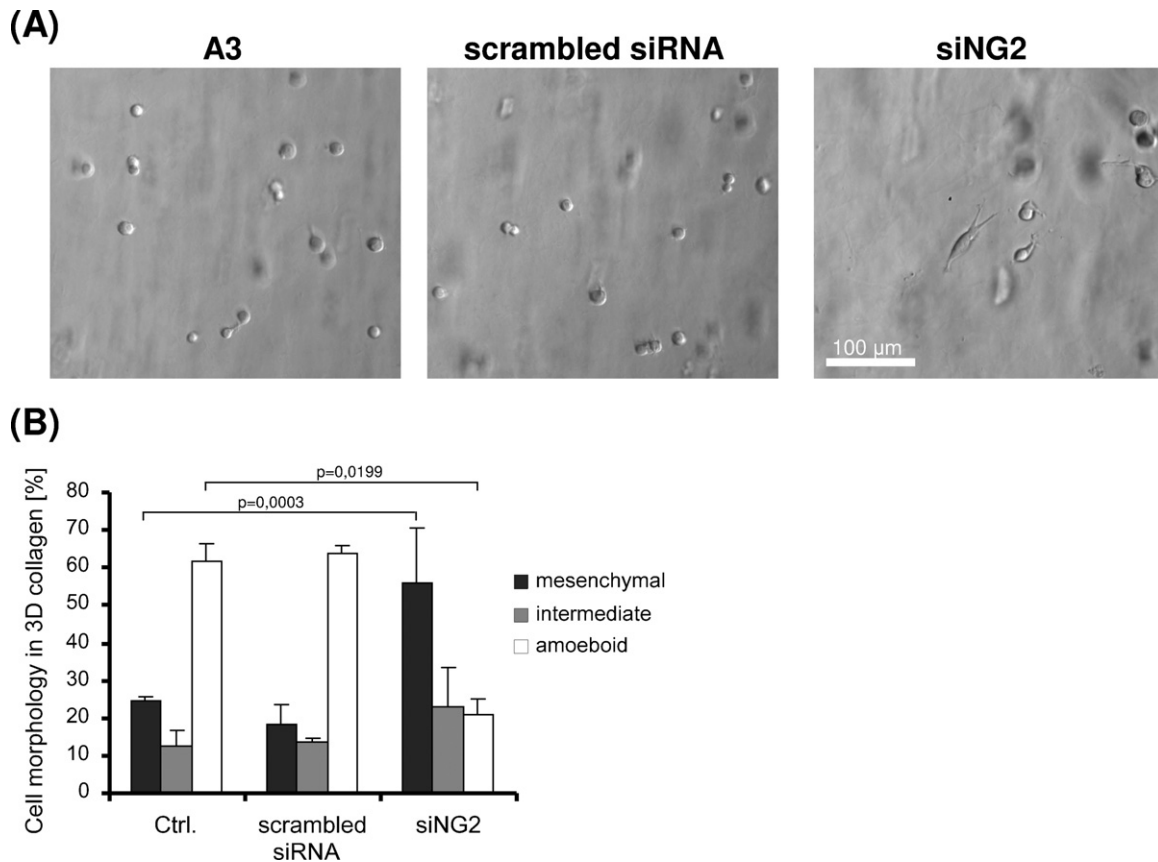 (A)
A3
scrambled siRNA
siNG2
100 µm
(B)
Cell morphology in 3D collagen [%]
p=0,0199
p=0,0003
80
70
60
50
40
30
20
10
0
mesenchymal
intermediate
amoeboid
Ctrl.
scrambled
siRNA
siNG2